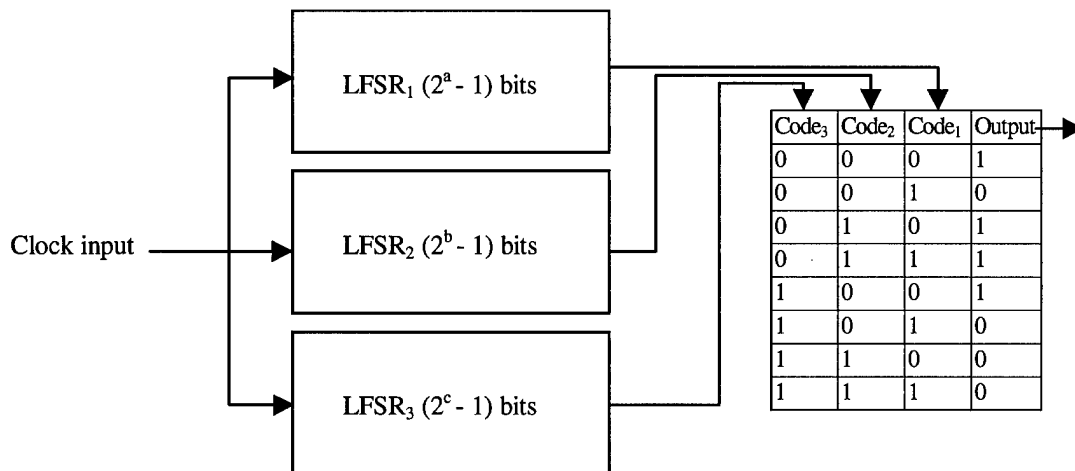 LFSR₁ (2ᵃ - 1) bits
Code₃ Code₂ Code₁ Output
0 0 0 1
0 0 1 0
0 1 0 1
Clock input
LFSR₂ (2ᵇ - 1) bits
0 1 1 1
1 0 0 1
1 0 1 0
1 1 0 0
1 1 1 0
LFSR₃ (2ᶜ - 1) bits